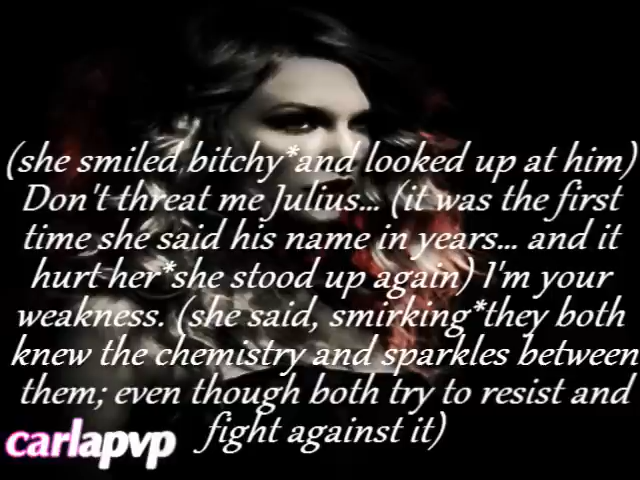 (she smiled bitchy*and looked up at him)
Don't threat me Julius... (it was the first
time she said his name in years... and it
hurt her*she stood up again) I'm your
weakness. (she said, smirking*they both
knew the chemistry and sparkles between
them; even though both try to resist and
fight against it)
carlapvp